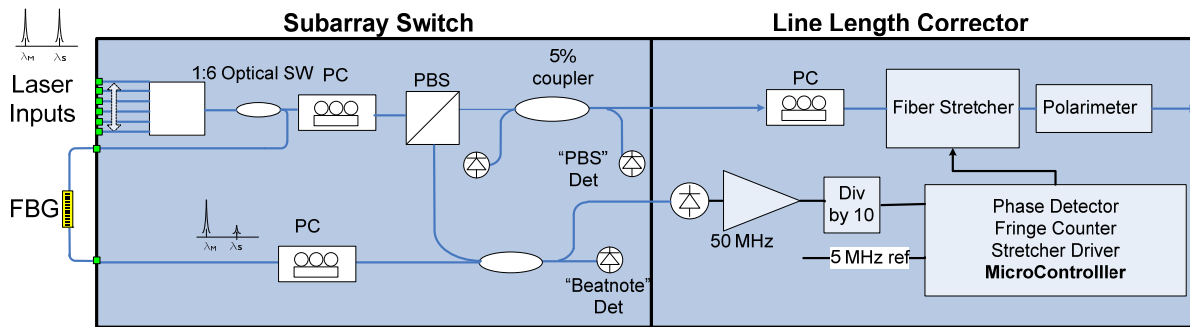 Subarray Switch
Line Length Corrector
λM
λS
Laser
Inputs
1:6 Optical SW
PC
PBS
5%
coupler
PC
Fiber Stretcher
Polarimeter
"PBS"
Det
FBG
λM
λS
PC
"Beatnote"
Det
50 MHz
Div
by 10
5 MHz ref
Phase Detector
Fringe Counter
Stretcher Driver
MicroControlller